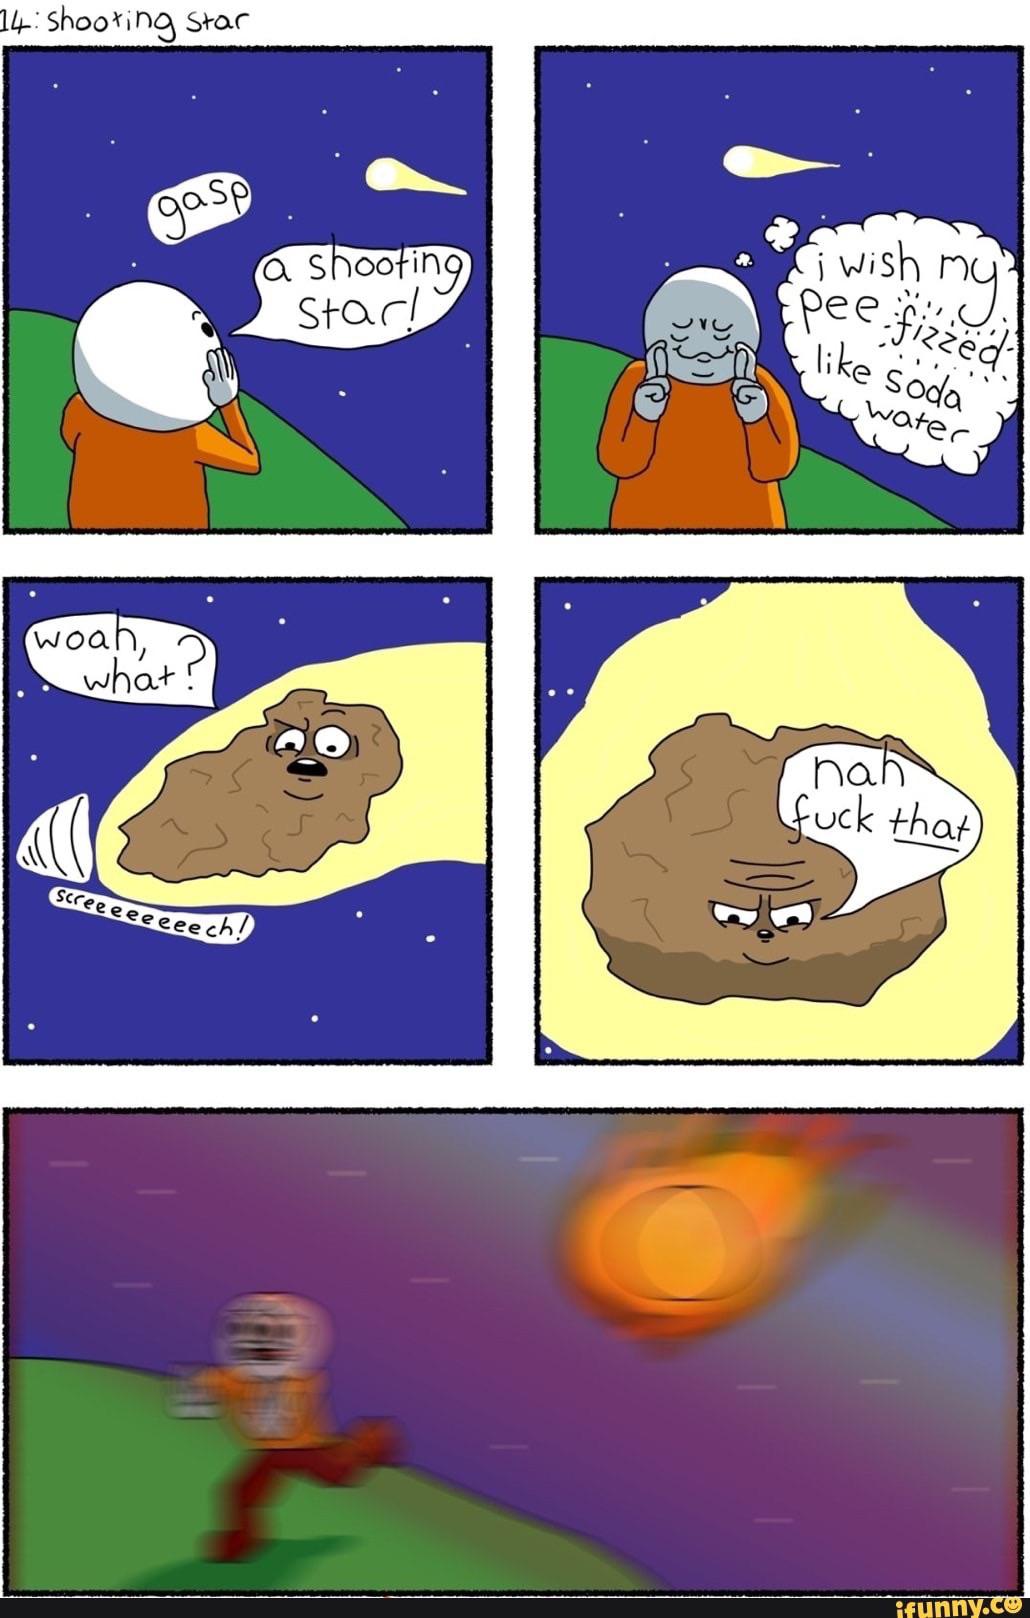 14: shooting star
gasp
a shooting
star!
i wish my
pee fizzed
like soda
water
woah,
what?
screeeeeeeeech!
nah
fuck that
ifunny.co